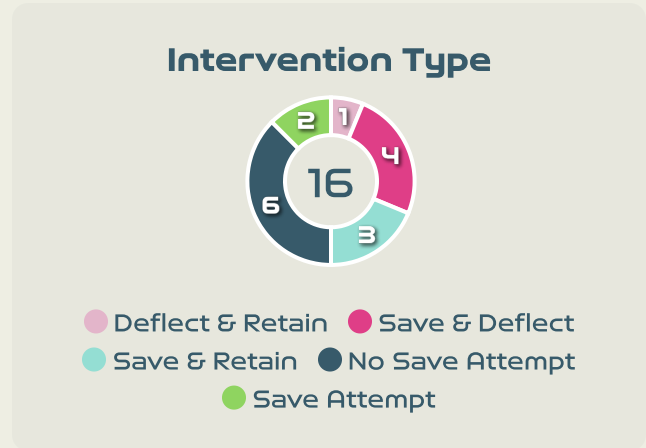 Intervention Type
2 1
4
16
6
3
Deflect & Retain Save & Deflect
Save & Retain No Save Attempt
Save Attempt